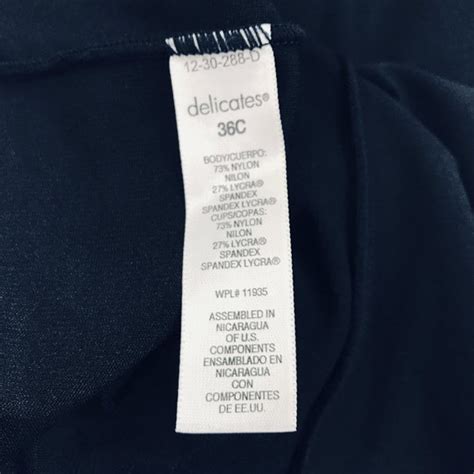 12-30-288-D
delicates®
36C
BODY/CUERPO:
73% NYLON
NILON
27% LYCRA®
SPANDEX
SPANDEX LYCRA®
CUPS/COPAS:
73% NYLON
NILON
27% LYCRA®
SPANDEX
SPANDEX LYCRA®
WPL# 11935
ASSEMBLED IN
NICARAGUA
OF U.S.
COMPONENTS
ENSAMBLADO EN
NICARAGUA
CON
COMPONENTES
DE EE.UU.